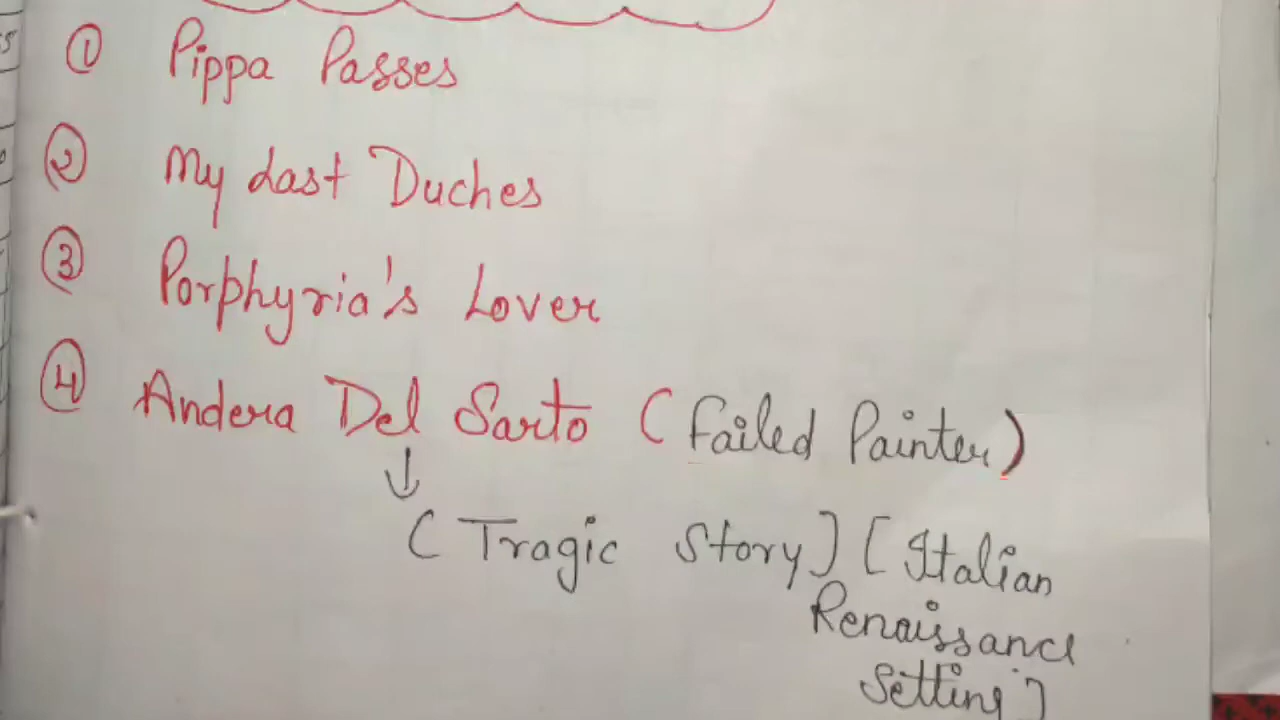 ① Pippa Passes
② My Last Duches
③ Porphyria's Lover
④ Andera Del Sarto (Failed Painter)
↓
(Tragic Story] [Italian
Renaissance
Setting]